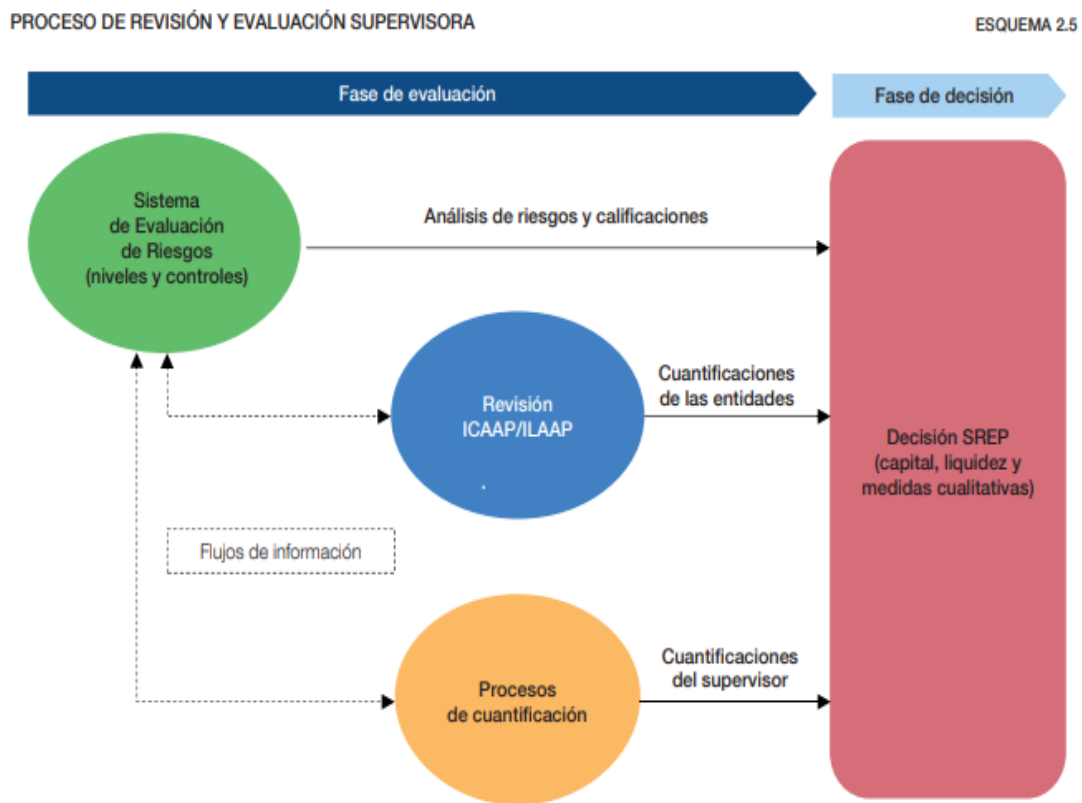 PROCESO DE REVISIÓN Y EVALUACIÓN SUPERVISORA
ESQUEMA 2.5
Fase de evaluación
Fase de decisión
Sistema
de Evaluación
de Riesgos
(niveles y controles)
Análisis de riesgos y calificaciones
Revisión
ICAAP/ILAAP
Cuantificaciones
de las entidades
Decisión SREP
(capital, liquidez y
medidas cualitativas)
Flujos de información
Procesos
de cuantificación
Cuantificaciones
del supervisor